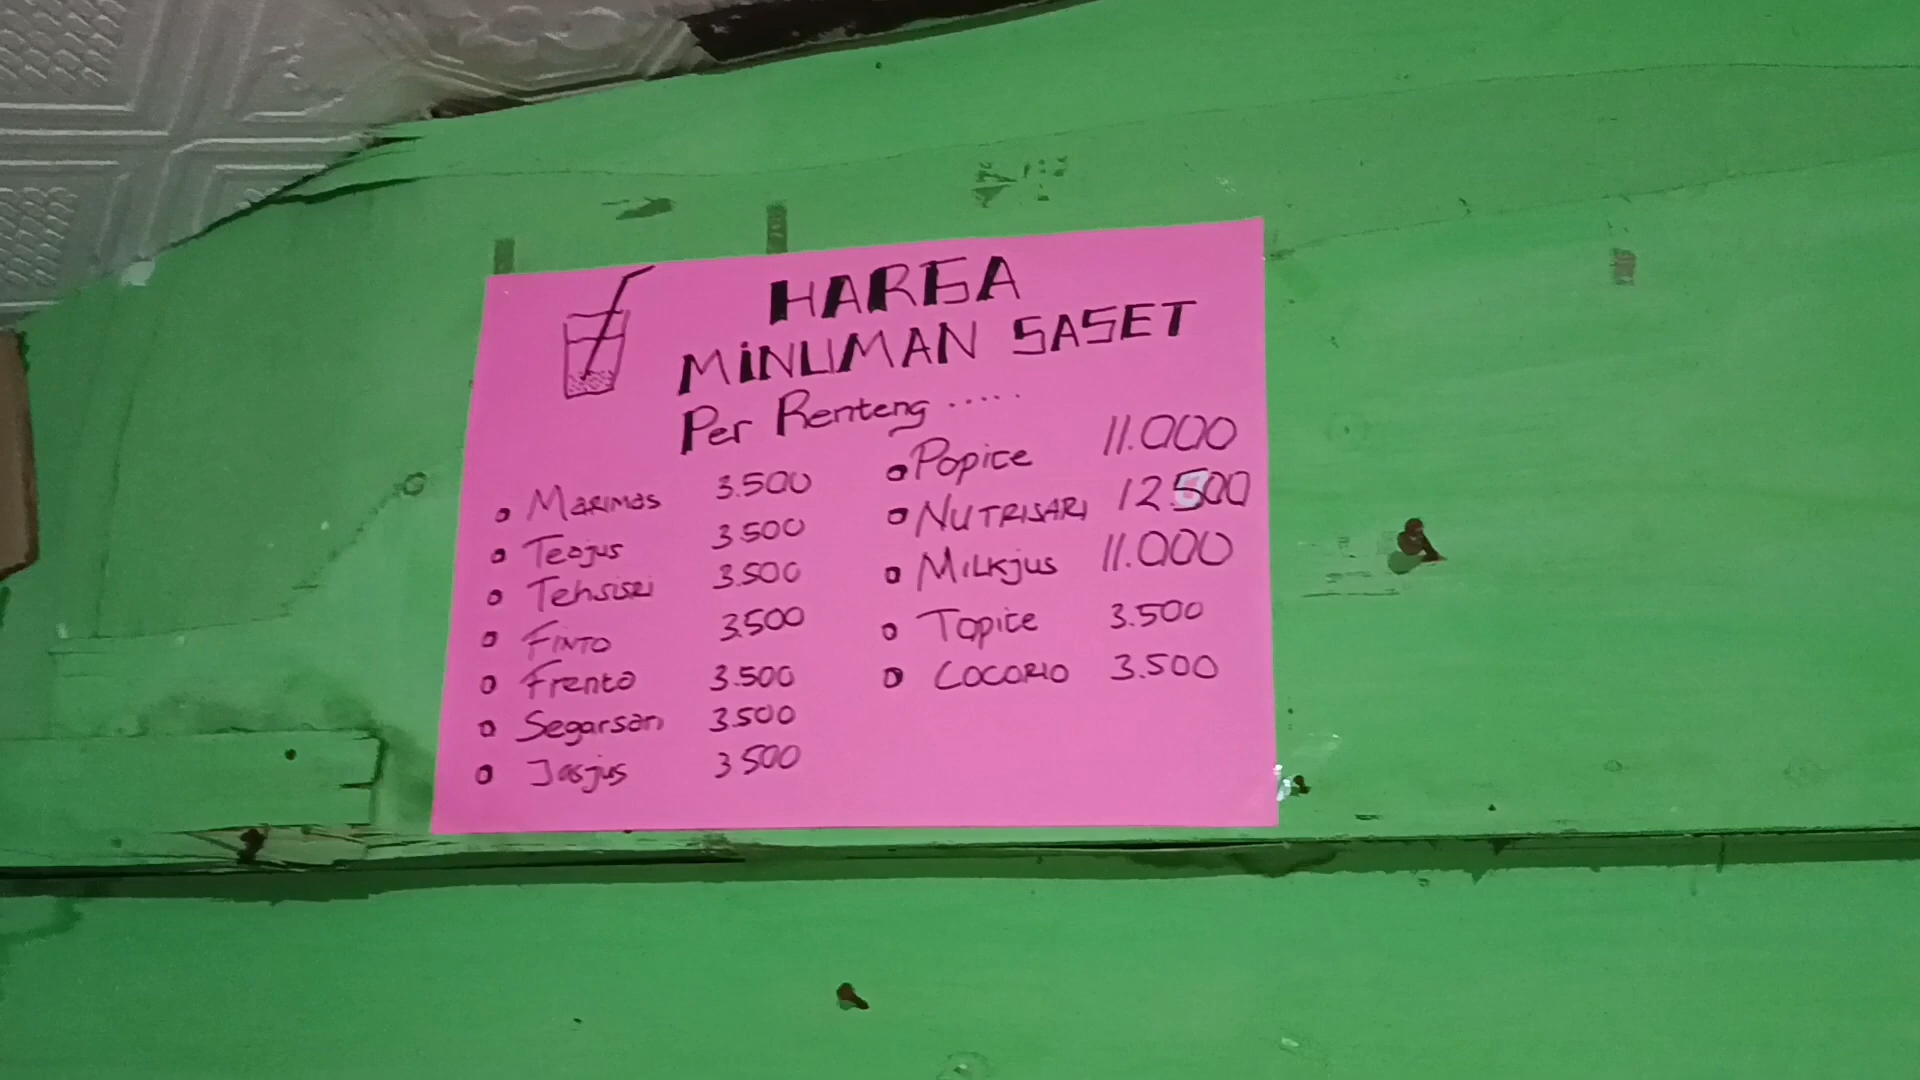 HARGA
MINUMAN SASET
Per Renteng .....
Marimas 3.500
Teajus 3.500
Tehsisri 3.500
Finto 3.500
Frenta 3.500
Segarsari 3.500
Jasjus 3.500
Popice 11.000
NUTRISARI 12.500
Milkjus 11.000
Topice 3.500
Cocorio 3.500